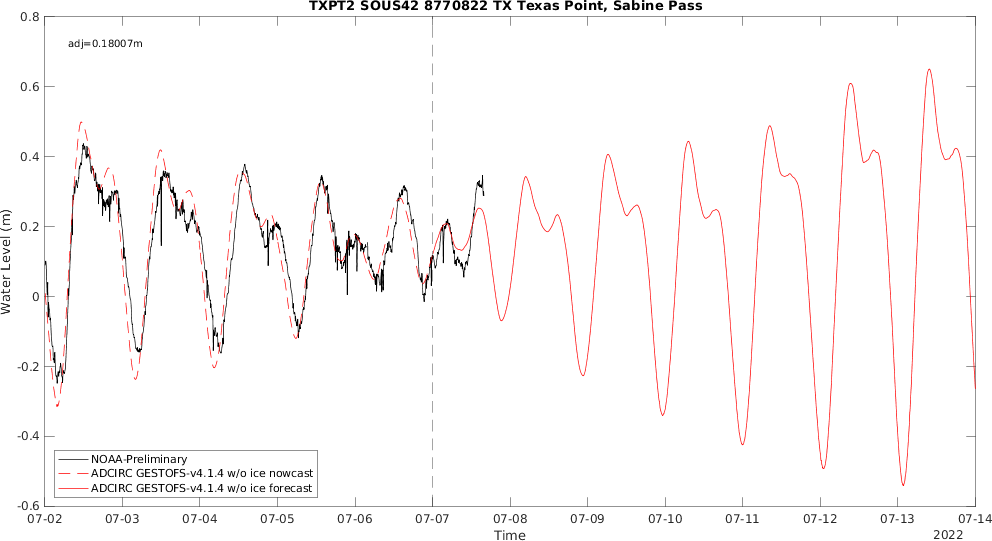 TXPT2 SOUS42 8770822 TX Texas Point, Sabine Pass
0.8
adj=0.18007m
0.6
0.4
0.2
0
-0.2
-0.4
-0.6
Water Level (m)
NOAA-Preliminary
ADCIRC GESTOFS-v4.1.4 w/o ice nowcast
ADCIRC GESTOFS-v4.1.4 w/o ice forecast
07-02 07-03 07-04 07-05 07-06 07-07 07-08 07-09 07-10 07-11 07-12 07-13 07-14
Time
2022